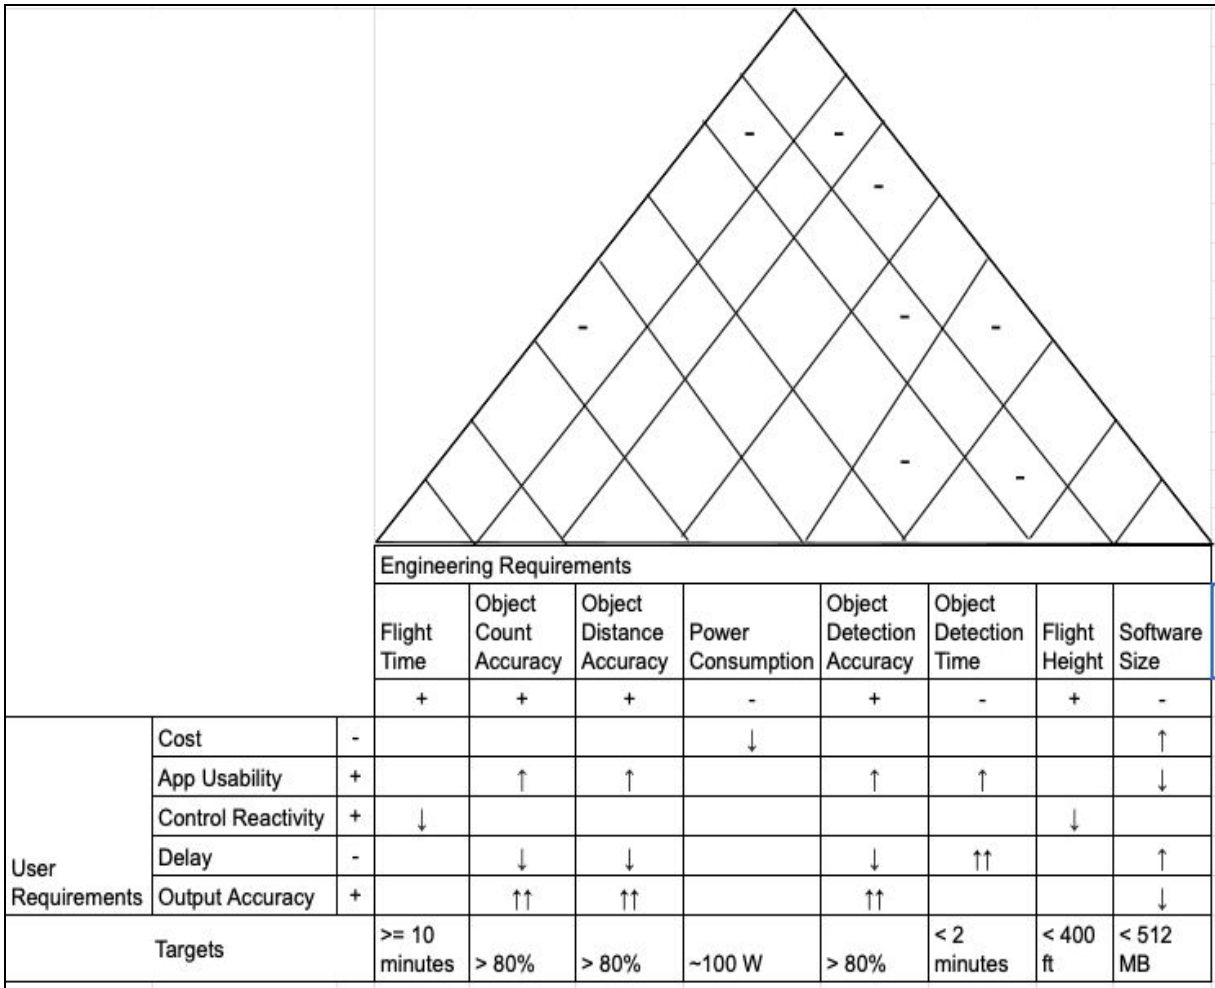 - -
-
-
- -
-
-
Engineering Requirements
Flight Time Object Count Accuracy Object Distance Accuracy Power Consumption Object Detection Accuracy Object Detection Time Flight Height Software Size
+ + + - + - + -
User Requirements
Cost - ↓ ↑
App Usability + ↑ ↑ ↑ ↑ ↓
Control Reactivity + ↓ ↓
Delay - ↓ ↓ ↓ ↑↑ ↑
Output Accuracy + ↑↑ ↑↑ ↑↑ ↓
Targets >= 10 minutes > 80% > 80% ~100 W > 80% < 2 minutes < 400 ft < 512 MB